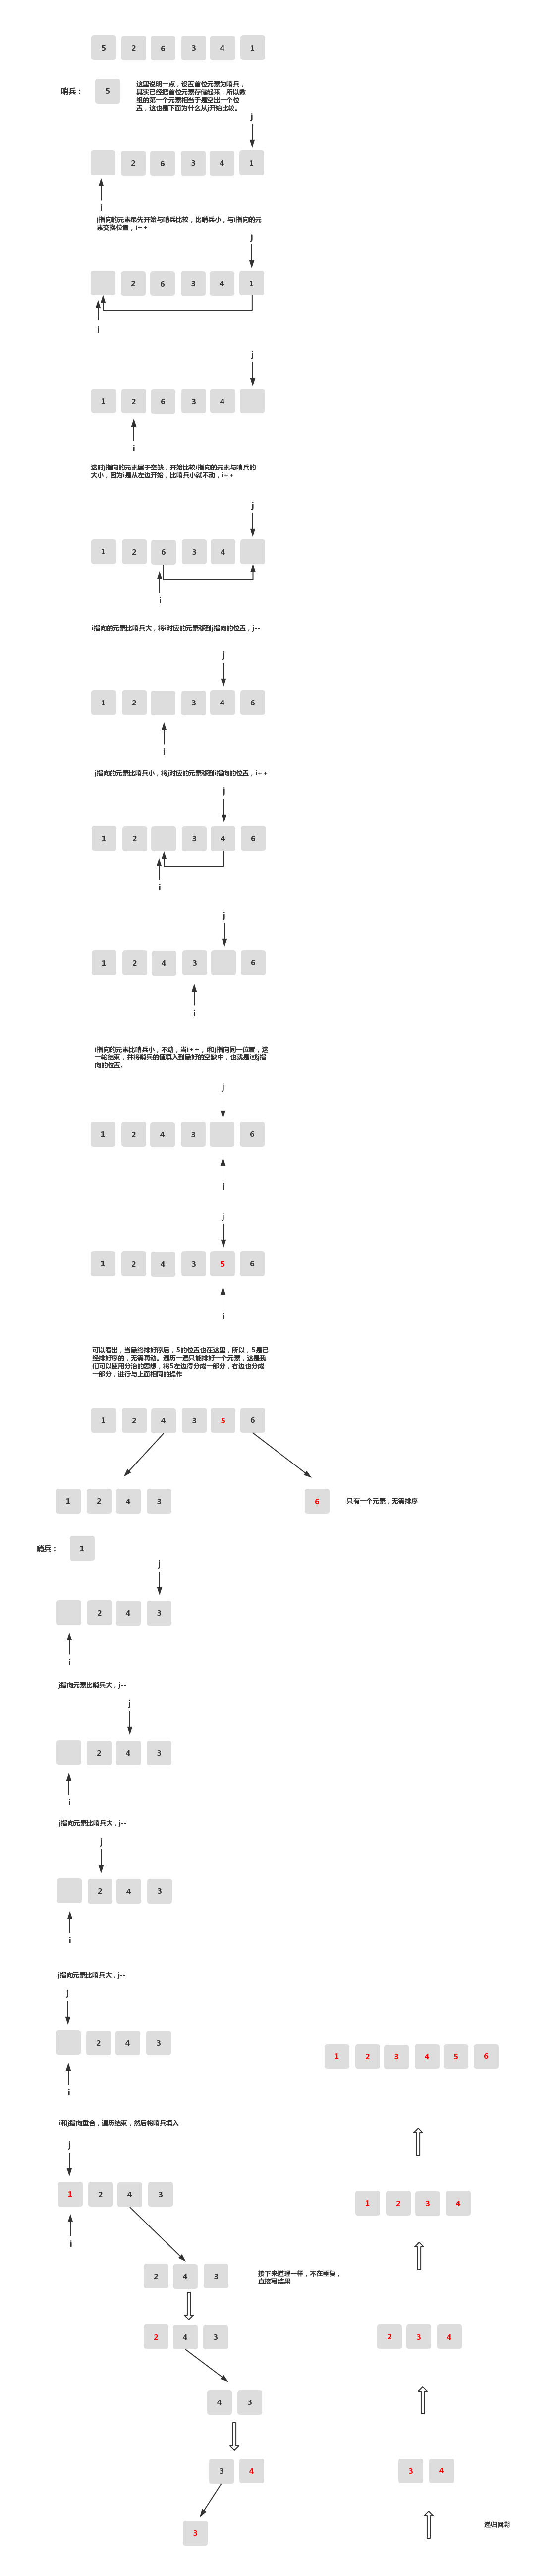 5 2 6 3 4 1
哨兵： 5
这里说明一点，设置首位元素为哨兵，
其实已经把首位元素存储起来，所以数
组的第一个元素相当于是空出一个位
置，这也是下面为什么从j开始比较。
j
2 6 3 4 1
i
j指向的元素最先开始与哨兵比较，比哨兵小，与i指向的元
素交换位置，i++
j
2 6 3 4 1
i
j
1 2 6 3 4
i
这时j指向的元素属于空缺，开始比较i指向的元素与哨兵的
大小，因为i是从左边开始，比哨兵小就不动，i++
j
1 2 6 3 4
i
i指向的元素比哨兵大，将i对应的元素移到j指向的位置，j--
j
1 2 3 4 6
i
j指向的元素比哨兵小，将j对应的元素移到i指向的位置，i++
j
1 2 3 4 6
i
j
1 2 4 3 6
i
i指向的元素比哨兵小，不动，当i++，i和j指向同一位置，这
一轮结束，并将哨兵的值填入到最好的空缺中，也就是i或j指
向的位置。
j
1 2 4 3 6
i
j
1 2 4 3 5 6
i
可以看出，当最终排好序后，5的位置也在这里，所以，5是已
经排好序的，无需再动。遍历一遍只能排好一个元素，这是我
们可以使用分治的思想，将5左边得分成一部分，右边也分成
一部分，进行与上面相同的操作
1 2 4 3 5 6
1 2 4 3
6 只有一个元素，无需排序
哨兵： 1
j
2 4 3
i
j指向元素比哨兵大，j--
j
2 4 3
i
j指向元素比哨兵大，j--
j
2 4 3
i
j指向元素比哨兵大，j--
j
2 4 3
i
i和j指向重合，遍历结束，然后将哨兵填入
j
1 2 4 3
i
2 4 3
接下来道理一样，不在重复，
直接写结果
2 4 3
4 3
3 4
3
1 2 3 4 5 6
1 2 3 4
2 3 4
3 4
递归回溯